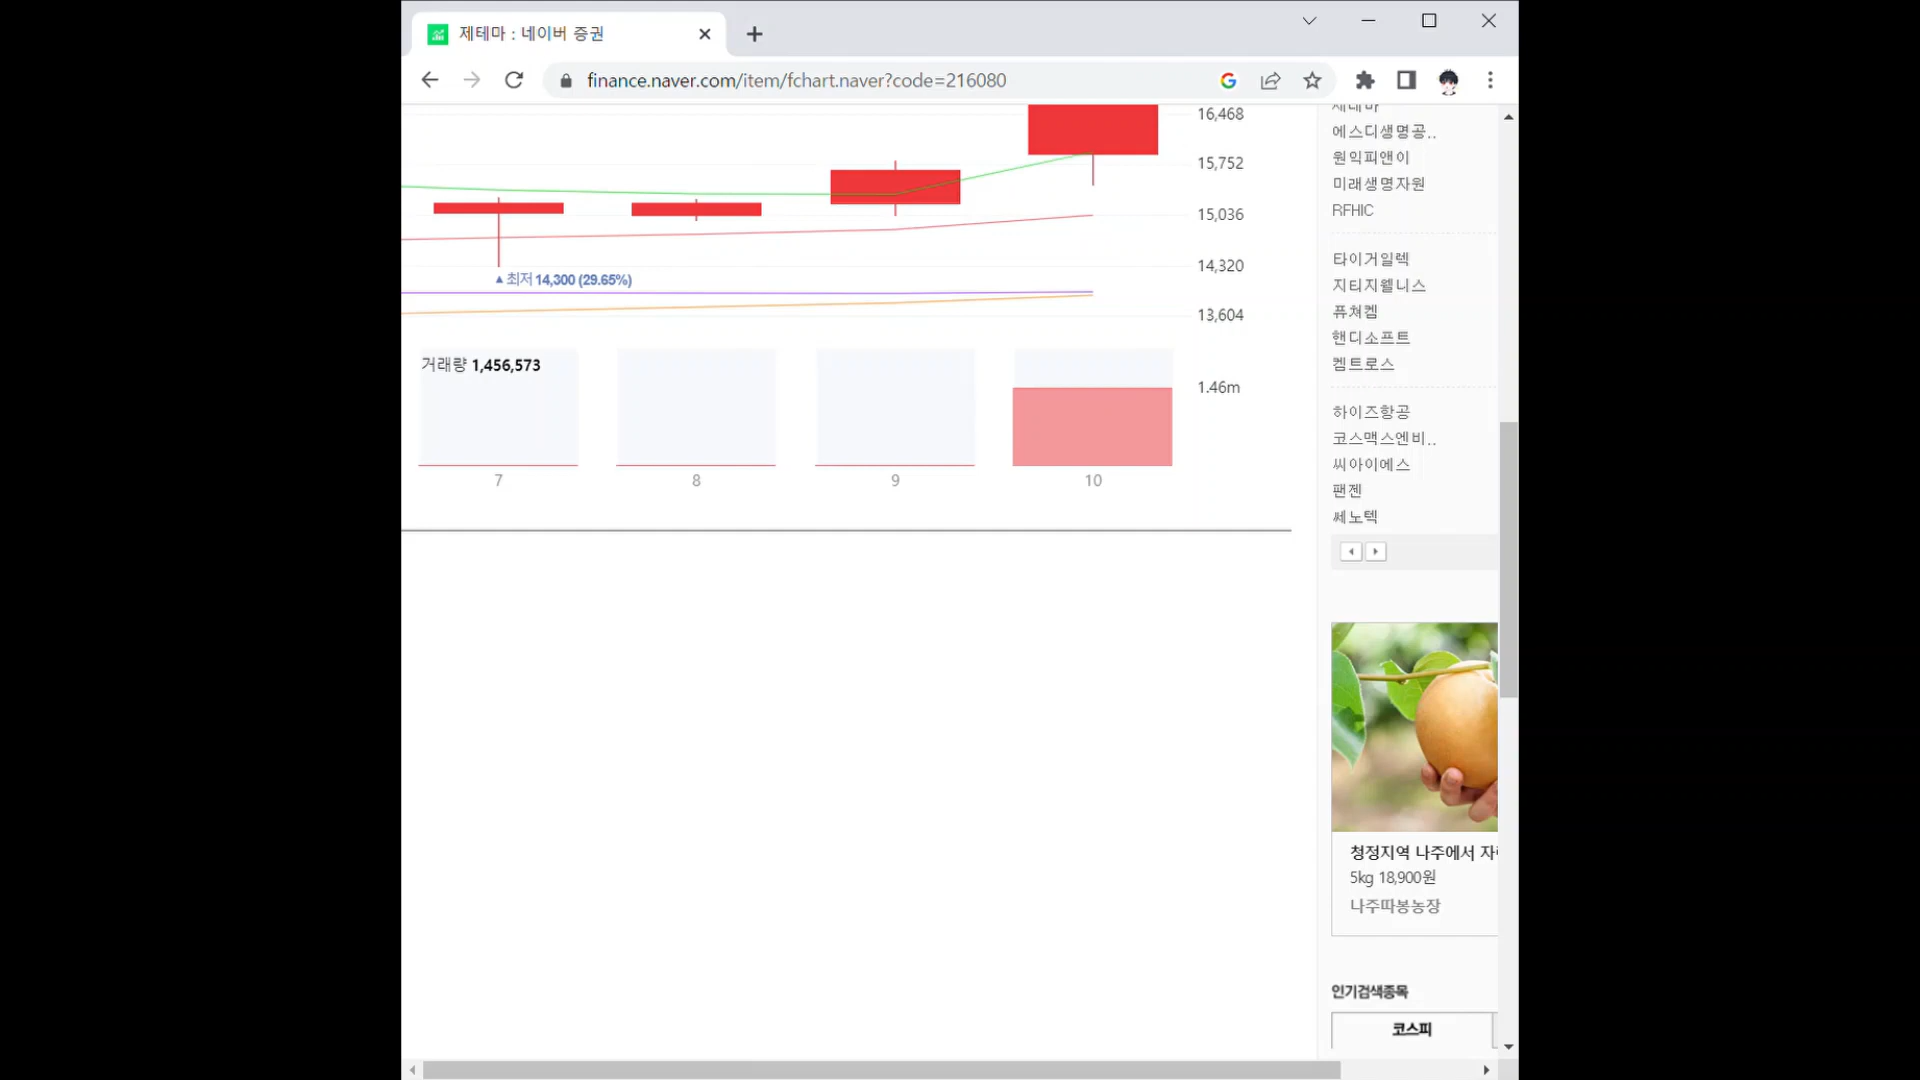 제테마 : 네이버 증권
finance.naver.com/item/fchart.naver?code=216080
16,468
15,752
15,036
14,320
13,604
▲최저 14,300 (29.65%)
거래량 1,456,573
1.46m
7 8 9 10
제테마
에스디생명공..
원익피앤이
미래생명자원
RFHIC
타이거일렉
지티지웰니스
퓨쳐켐
핸디소프트
켐트로스
하이즈항공
코스맥스엔비..
씨아이에스
팬젠
쎄노텍
청정지역 나주에서 자
5kg 18,900원
나주따봉농장
인기검색종목
코스피